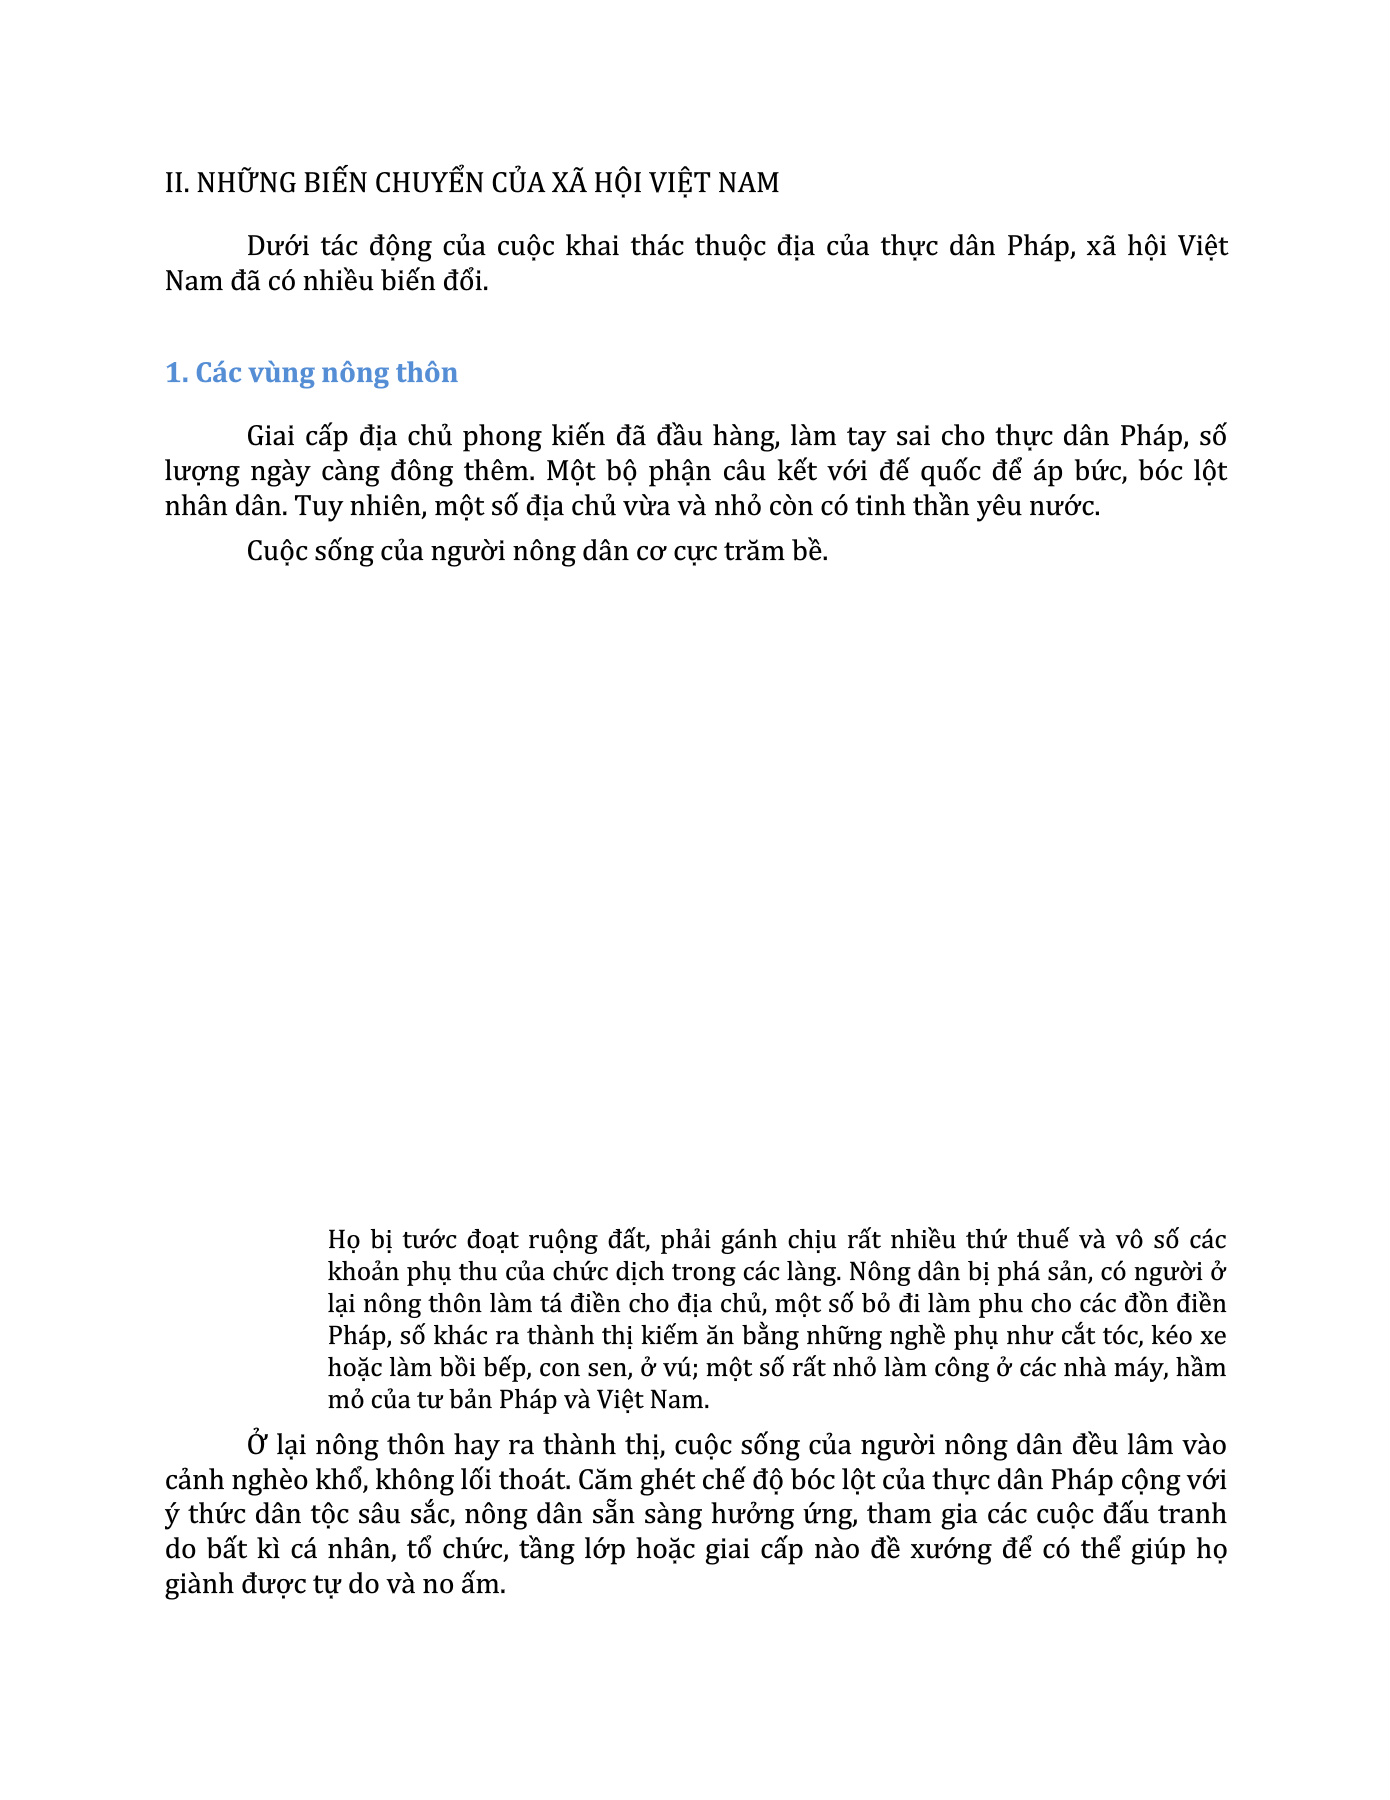 II. NHỮNG BIẾN CHUYỂN CỦA XÃ HỘI VIỆT NAM
Dưới tác động của cuộc khai thác thuộc địa của thực dân Pháp, xã hội Việt
Nam đã có nhiều biến đổi.
1. Các vùng nông thôn
Giai cấp địa chủ phong kiến đã đầu hàng, làm tay sai cho thực dân Pháp, số
lượng ngày càng đông thêm. Một bộ phận câu kết với đế quốc để áp bức, bóc lột
nhân dân. Tuy nhiên, một số địa chủ vừa và nhỏ còn có tinh thần yêu nước.
Cuộc sống của người nông dân cơ cực trăm bề.
Họ bị tước đoạt ruộng đất, phải gánh chịu rất nhiều thứ thuế và vô số các
khoản phụ thu của chức dịch trong các làng. Nông dân bị phá sản, có người ở
lại nông thôn làm tá điền cho địa chủ, một số bỏ đi làm phu cho các đồn điền
Pháp, số khác ra thành thị kiếm ăn bằng những nghề phụ như cắt tóc, kéo xe
hoặc làm bồi bếp, con sen, ở vú; một số rất nhỏ làm công ở các nhà máy, hầm
mỏ của tư bản Pháp và Việt Nam.
Ở lại nông thôn hay ra thành thị, cuộc sống của người nông dân đều lâm vào
cảnh nghèo khổ, không lối thoát. Căm ghét chế độ bóc lột của thực dân Pháp cộng với
ý thức dân tộc sâu sắc, nông dân sẵn sàng hưởng ứng, tham gia các cuộc đấu tranh
do bất kì cá nhân, tổ chức, tầng lớp hoặc giai cấp nào đề xướng để có thể giúp họ
giành được tự do và no ấm.